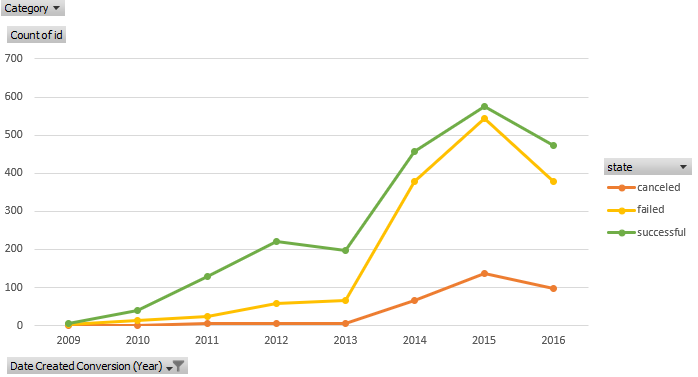 Category
Count of id
700
600
500
400
300
200
100
0
2009 2010 2011 2012 2013 2014 2015 2016
state
canceled
failed
successful
Date Created Conversion (Year)